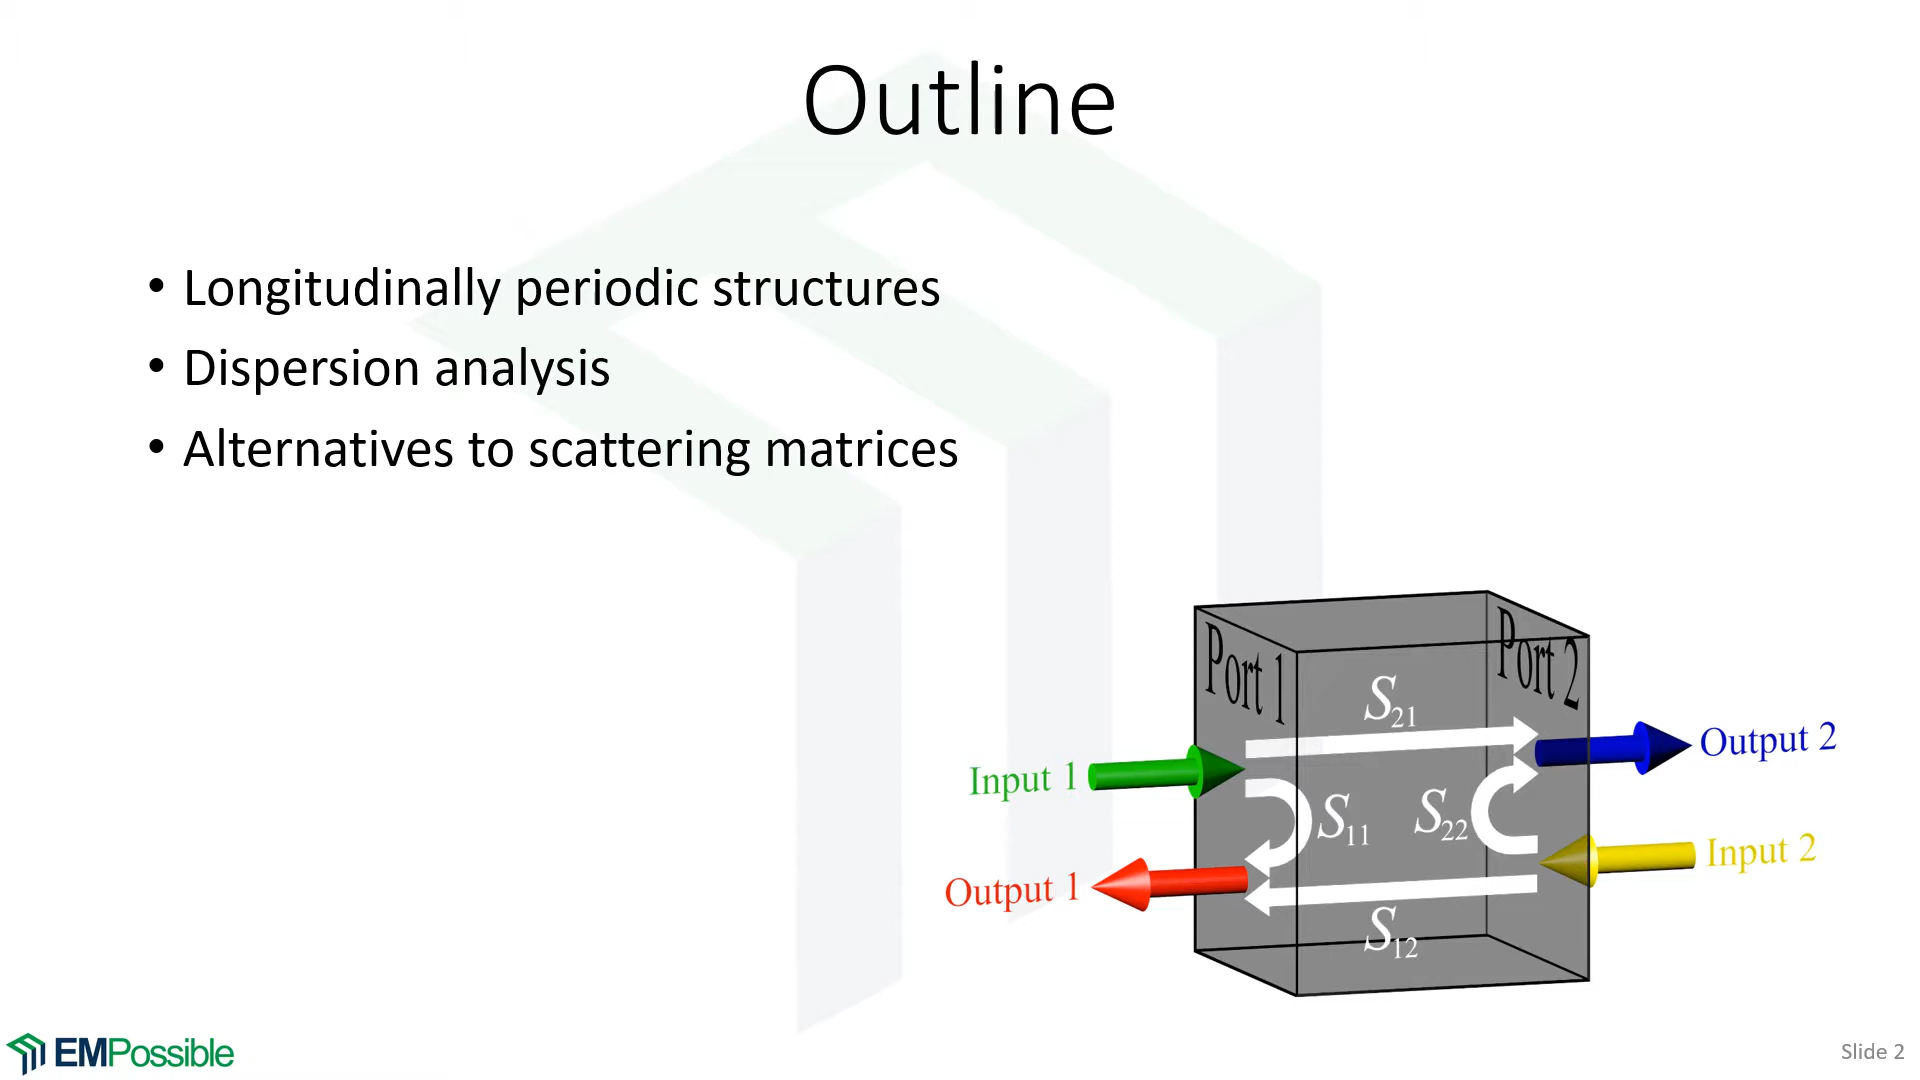 Outline
• Longitudinally periodic structures
• Dispersion analysis
• Alternatives to scattering matrices
Port 1
Port 2
S21
Output 2
Input 1
S11
S22
Input 2
Output 1
S12
EMPossible
Slide 2